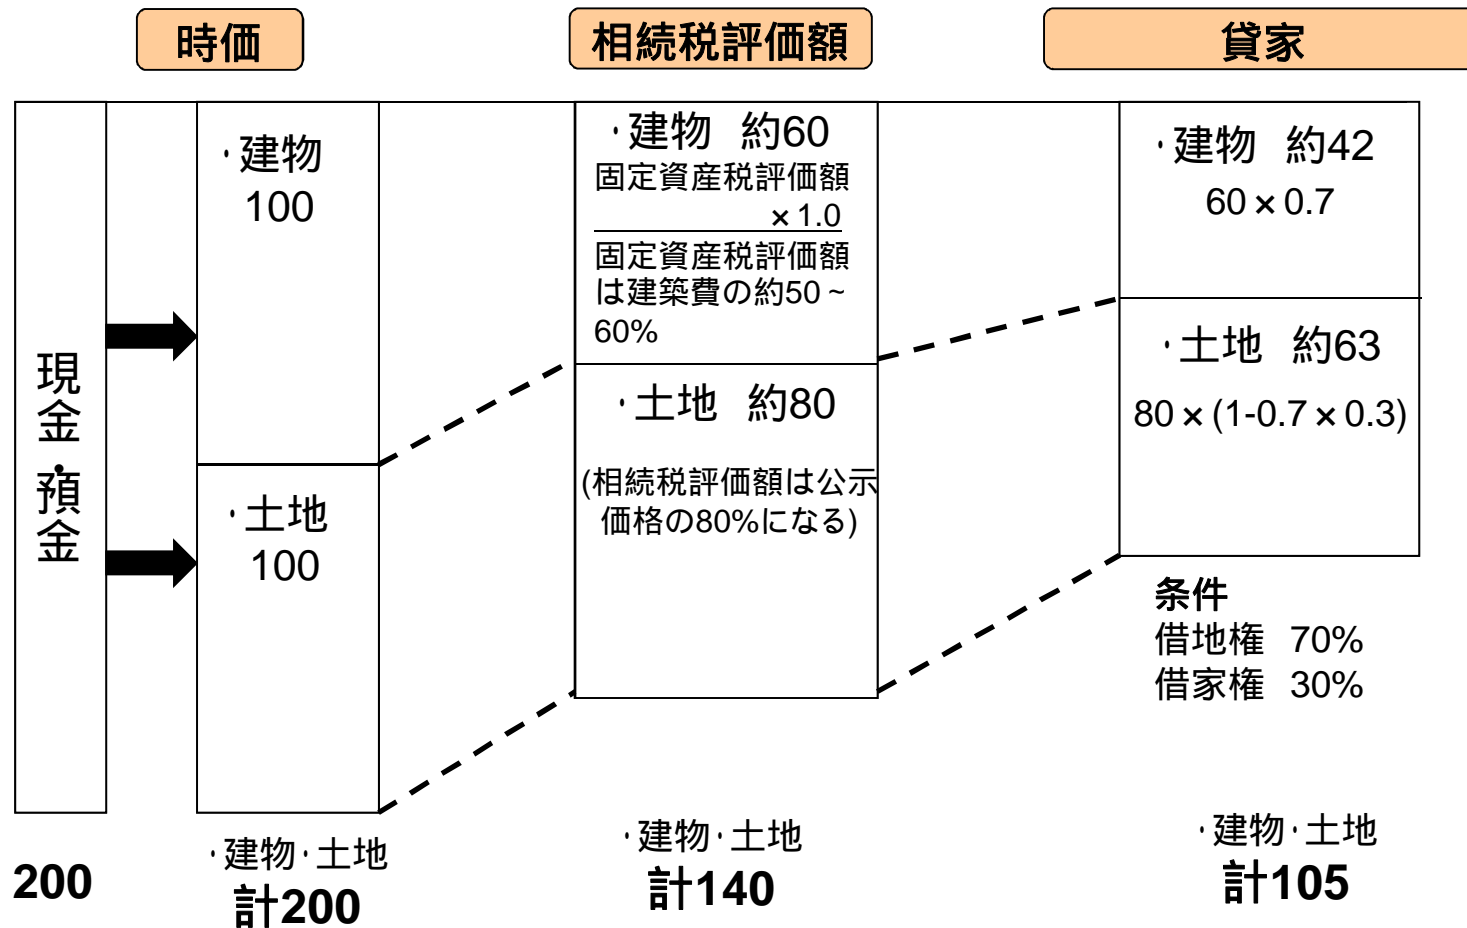 時価
相続税評価額
貸家
現金・預金
200
・建物
100
・土地
100
・建物・土地
計200
・建物 約60
固定資産税評価額
×1.0
固定資産税評価額
は建築費の約50~
60%
・土地 約80
(相続税評価額は公示
価格の80%になる)
・建物・土地
計140
・建物 約42
60×0.7
・土地 約63
80×(1-0.7×0.3)
条件
借地権 70%
借家権 30%
・建物・土地
計105